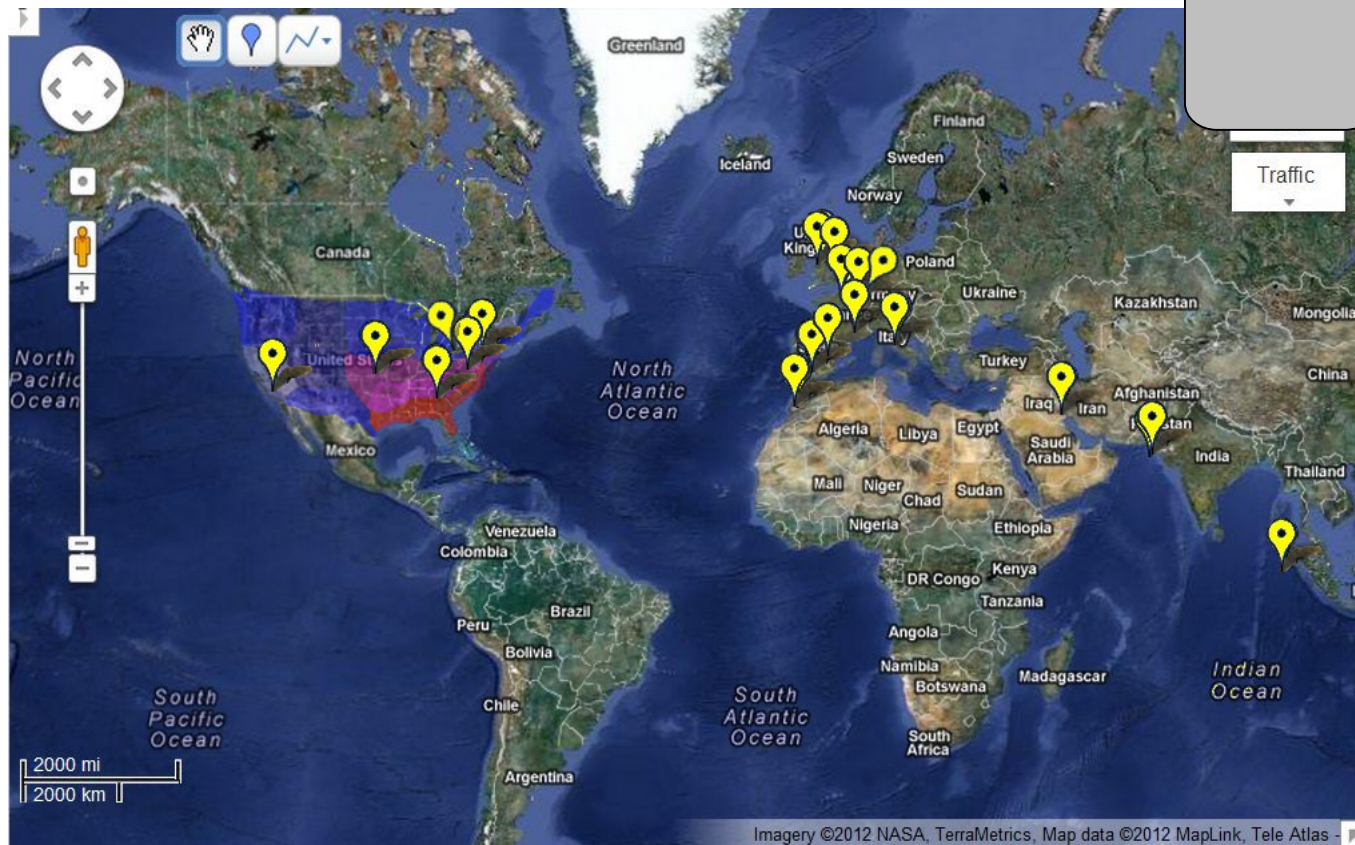 Greenland
Finland
Iceland
Sweden
Traffic
Norway
Canada
Poland
Ukraine
Kazakhstan
Mongolia
North
Pacific
Ocean
United
North
Atlantic
Ocean
Italy
Turkey
China
Afghanistan
Iraq
Iran
Mexico
Algeria
Libya
Egypt
Saudi
Arabia
India
Thailand
Mali
Niger
Chad
Sudan
Nigeria
Ethiopia
Venezuela
Colombia
DR Congo
Kenya
Tanzania
Brazil
Peru
Angola
Bolivia
Namibia
Botswana
Madagascar
Indian
Ocean
South
Pacific
Ocean
Chile
South
Atlantic
Ocean
South
Africa
Argentina
2000 mi
2000 km
Imagery ©2012 NASA, TerraMetrics, Map data ©2012 MapLink, Tele Atlas -